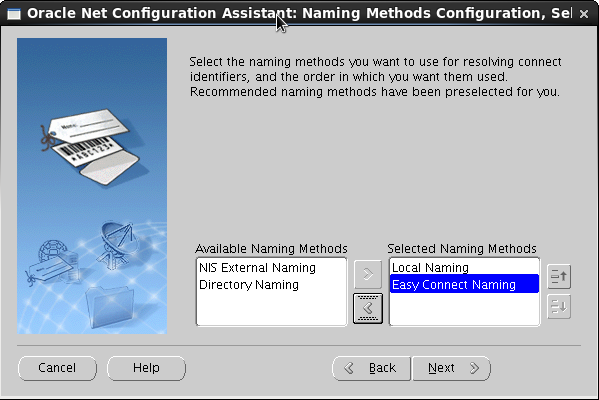 Oracle Net Configuration Assistant: Naming Methods Configuration, Sel
Select the naming methods you want to use for resolving connect
identifiers, and the order in which you want them used.
Recommended naming methods have been preselected for you.
ABC123
Available Naming Methods
Selected Naming Methods
NIS External Naming
Directory Naming
Local Naming
Easy Connect Naming
Cancel
Help
Back
Next